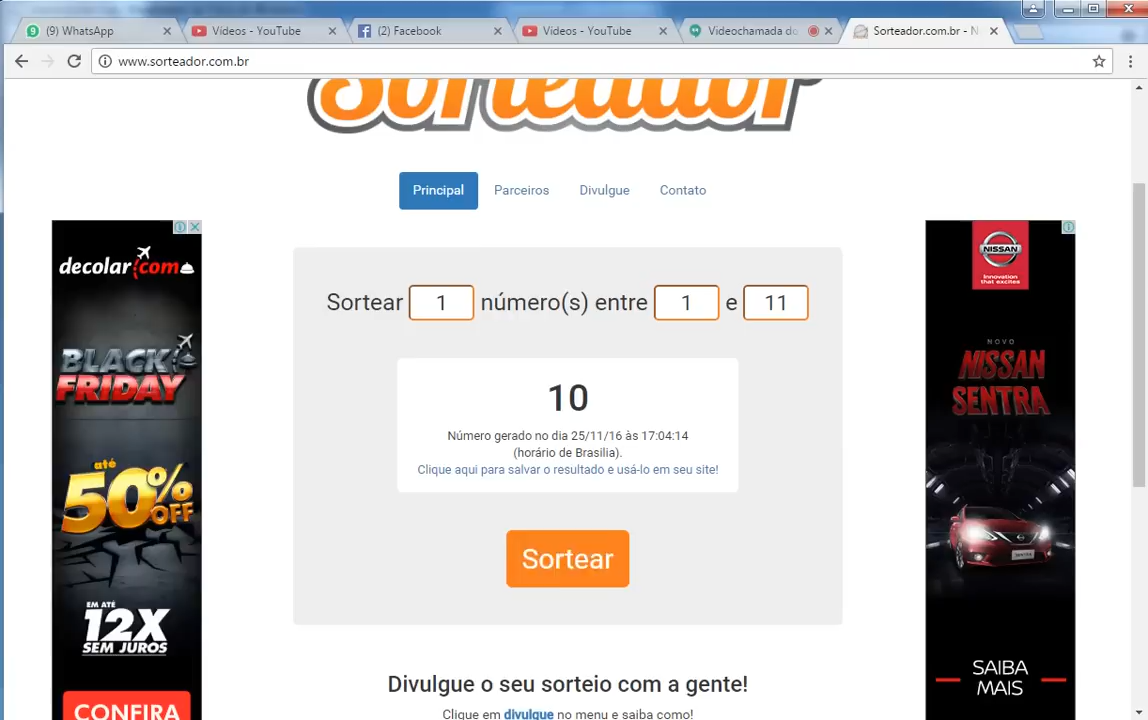 (9) WhatsApp
Vídeos - YouTube
(2) Facebook
Vídeos - YouTube
Videochamada do
Sorteador.com.br - N
www.sorteador.com.br
Sorteador
Principal
Parceiros
Divulgue
Contato
decolar.com
BLACK
FRIDAY
até
50%
OFF
EM ATÉ
12X
SEM JUROS
CONFIRA
Sortear 1 número(s) entre 1 e 11
10
Número gerado no dia 25/11/16 às 17:04:14
(horário de Brasilia).
Clique aqui para salvar o resultado e usá-lo em seu site!
Sortear
Divulgue o seu sorteio com a gente!
Clique em divulgue no menu e saiba como!
NISSAN
Innovation
that excites
NOVO
NISSAN
SENTRA
SAIBA
MAIS